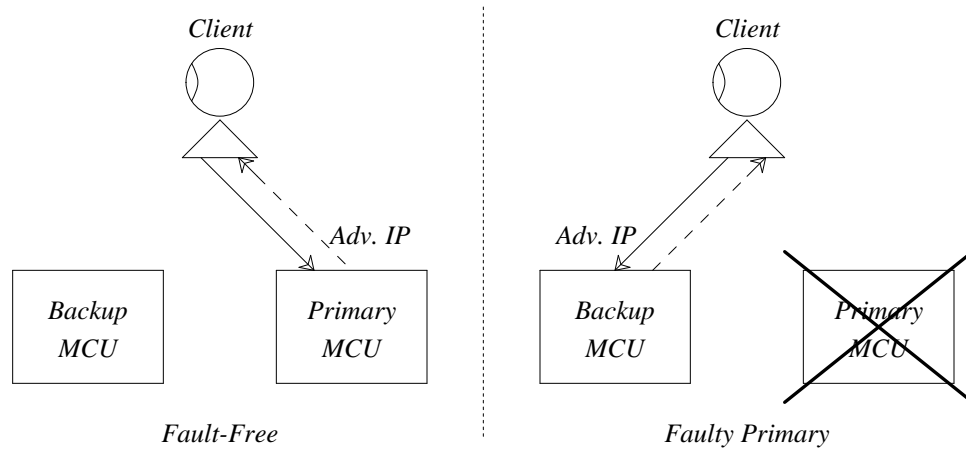 Client
Adv. IP
Backup
MCU
Primary
MCU
Fault-Free
Client
Adv. IP
Backup
MCU
Primary
MCU
Faulty Primary